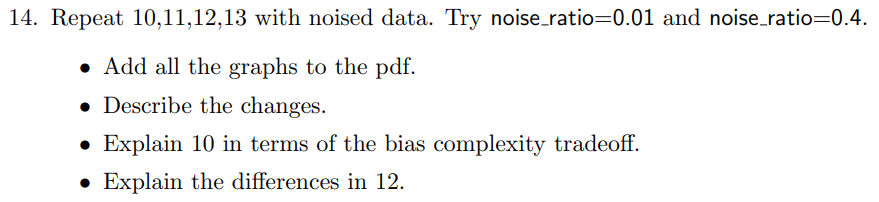 14. Repeat 10,11,12,13 with noised data. Try noise_ratio=0.01 and noise_ratio=0.4.
• Add all the graphs to the pdf.
• Describe the changes.
• Explain 10 in terms of the bias complexity tradeoff.
• Explain the differences in 12.